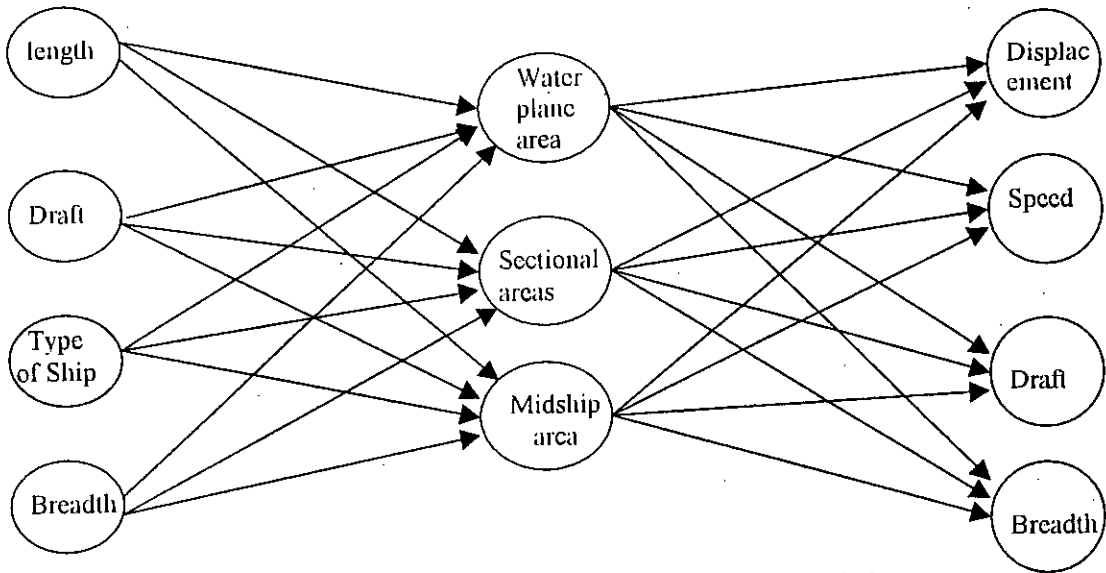 length
Draft
Type
of Ship
Breadth
Water
plane
area
Sectional
areas
Midship
area
Displac
ement
Speed
Draft
Breadth